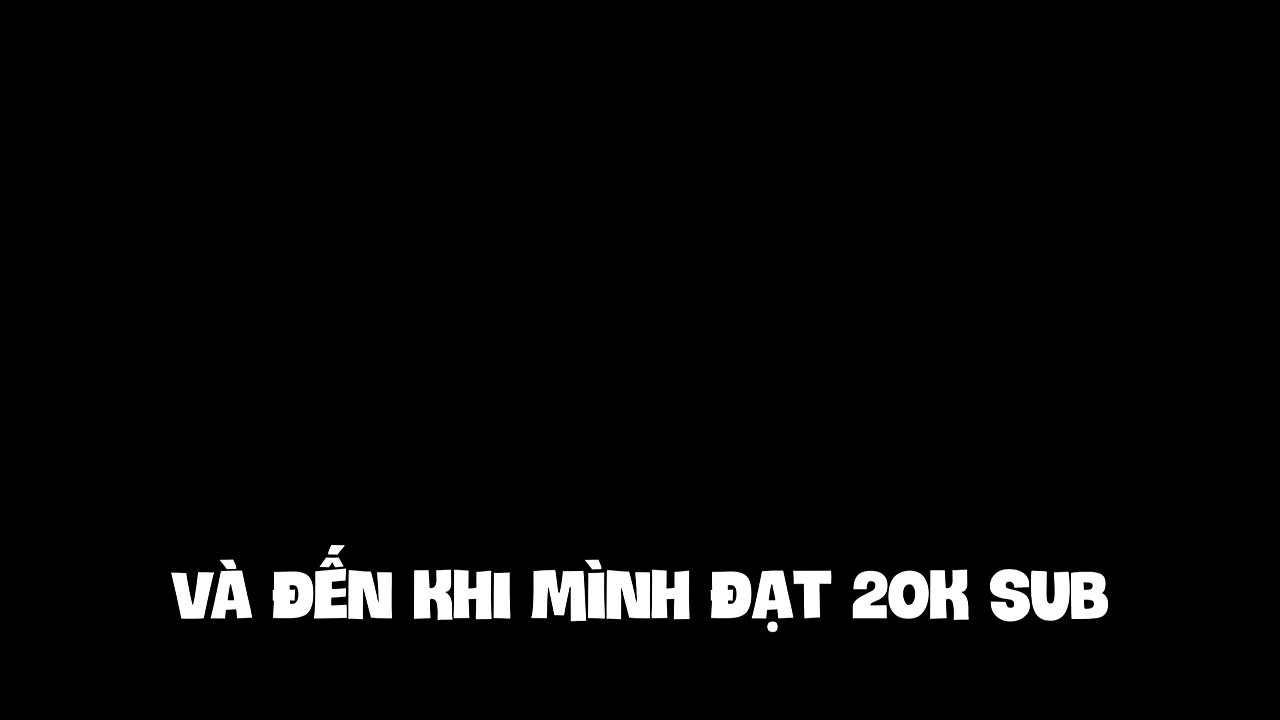 VÀ ĐẾN KHI MÌNH ĐẠT 20K SUB